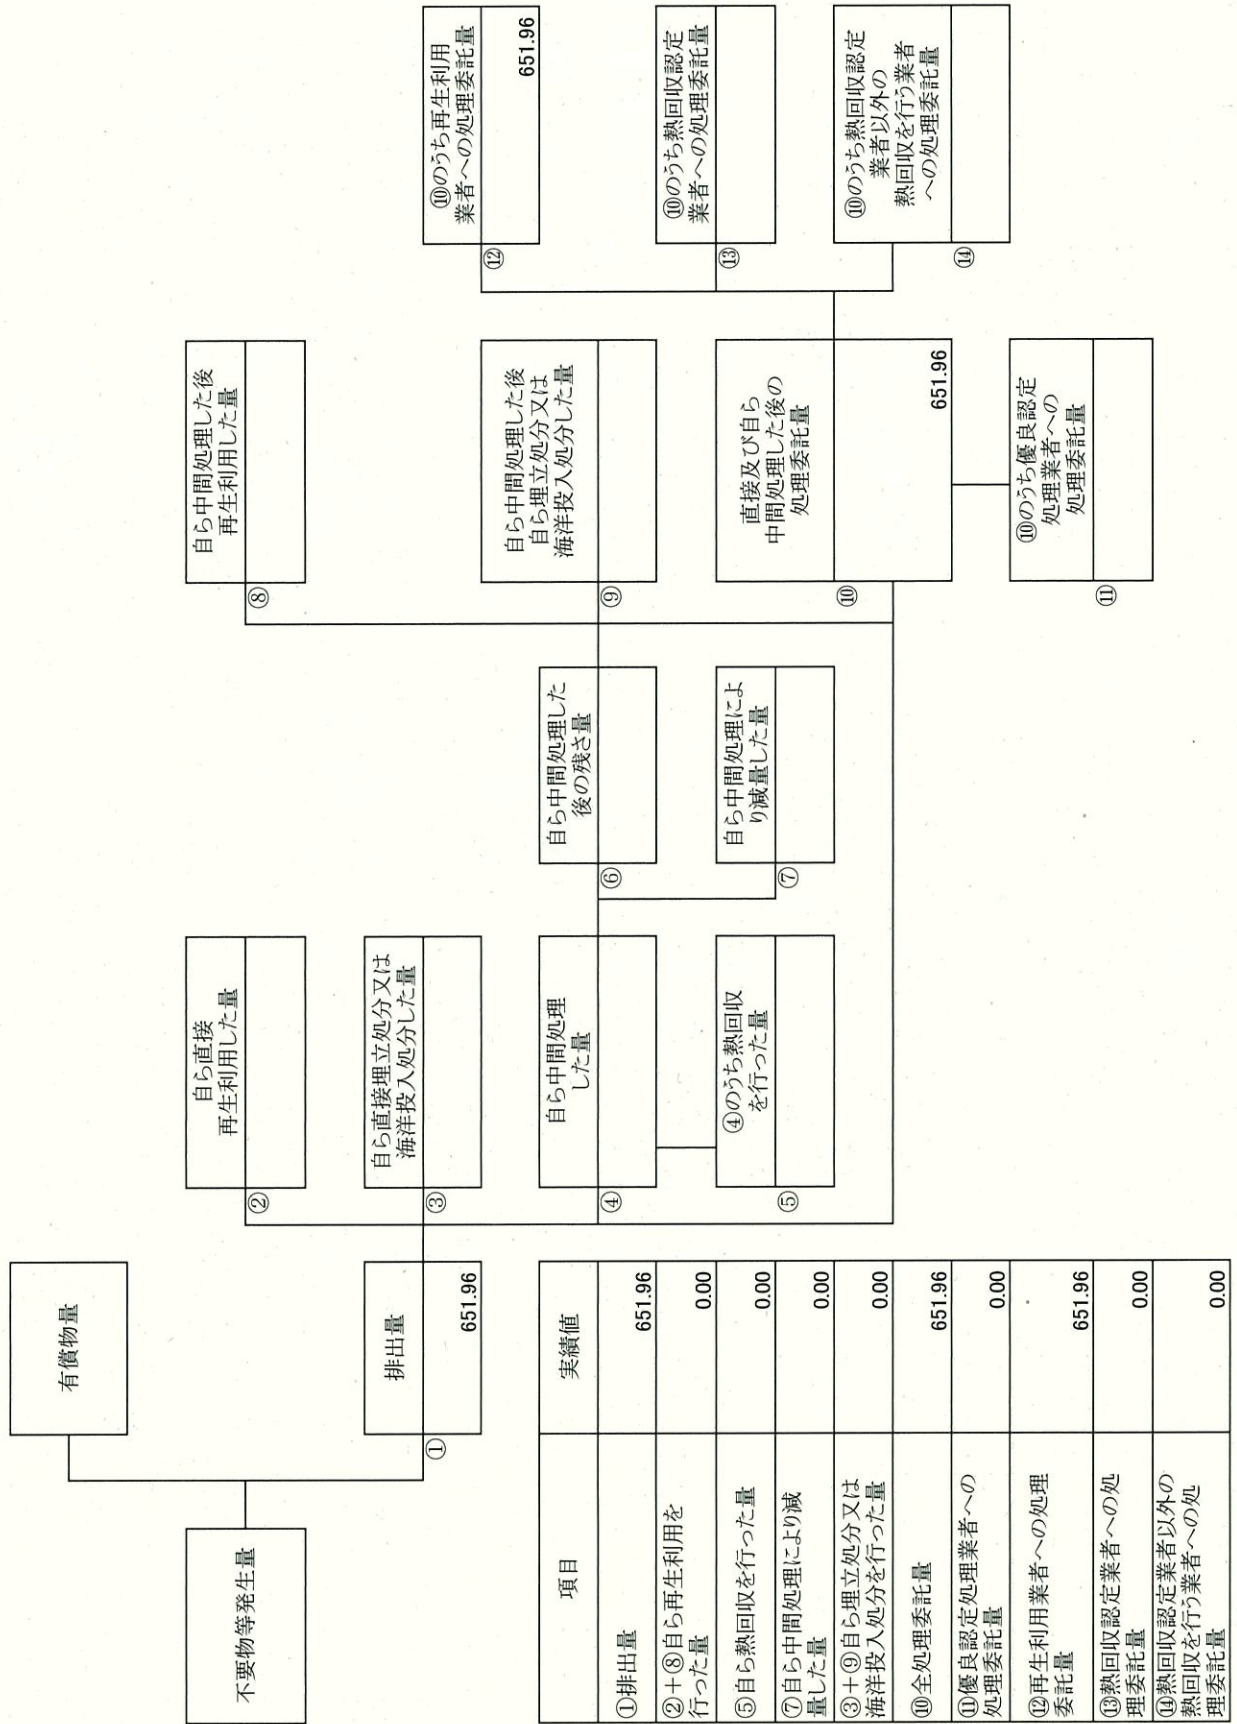 不要物等発生量
有償物量
排出量
①
651.96
自ら直接
再生利用した量
②
自ら直接埋立処分又は
海洋投入処分した量
③
自ら中間処理
した量
④
④のうち熱回収
を行った量
⑤
自ら中間処理した
後の残さ量
⑥
自ら中間処理によ
り減量した量
⑦
自ら中間処理した後
再生利用した量
⑧
自ら中間処理した後
自ら埋立処分又は
海洋投入処分した量
⑨
直接及び自ら
中間処理した後の
処理委託量
⑩
651.96
⑩のうち優良認定
処理業者への
処理委託量
⑪
⑩のうち再生利用
業者への処理委託量
⑫
651.96
⑩のうち熱回収認定
業者への処理委託量
⑬
⑩のうち熱回収認定
業者以外の
熱回収を行う業者
への処理委託量
⑭
項目 実績値
①排出量 651.96
②+⑧自ら再生利用を
行った量 0.00
⑤自ら熱回収を行った量 0.00
⑦自ら中間処理により減
量した量 0.00
③+⑨自ら埋立処分又は
海洋投入処分を行った量 0.00
⑩全処理委託量 651.96
⑪優良認定処理業者への
処理委託量 0.00
⑫再生利用業者への処理
委託量 651.96
⑬熱回収認定業者への処
理委託量 0.00
⑭熱回収認定業者以外の
熱回収を行う業者への処
理委託量 0.00